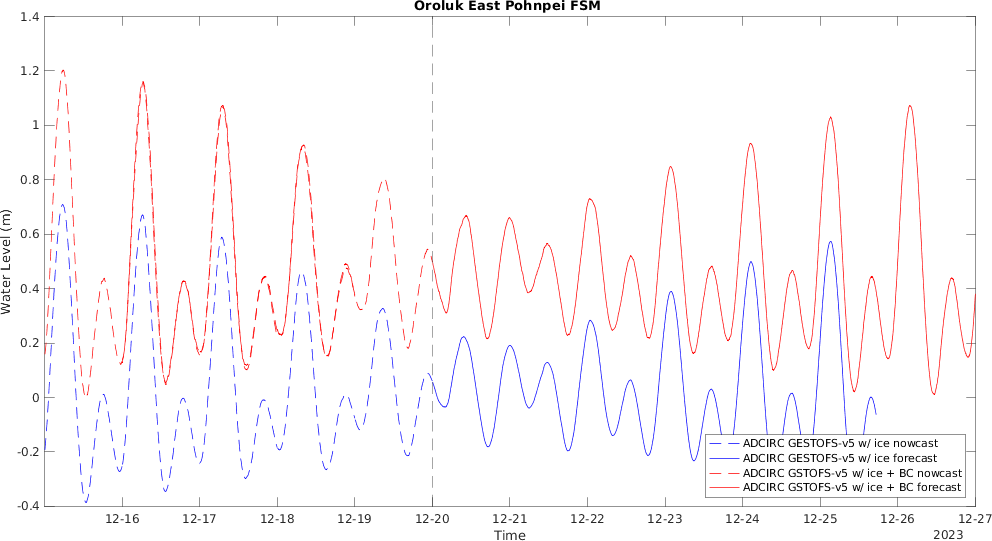 Oroluk East Pohnpei FSM
1.4
1.2
1
0.8
0.6
0.4
0.2
0
-0.2
-0.4
Water Level (m)
ADCIRC GESTOFS-v5 w/ ice nowcast
ADCIRC GESTOFS-v5 w/ ice forecast
ADCIRC GSTOFS-v5 w/ ice + BC nowcast
ADCIRC GSTOFS-v5 w/ ice + BC forecast
12-16 12-17 12-18 12-19 12-20 12-21 12-22 12-23 12-24 12-25 12-26 12-27
Time
2023